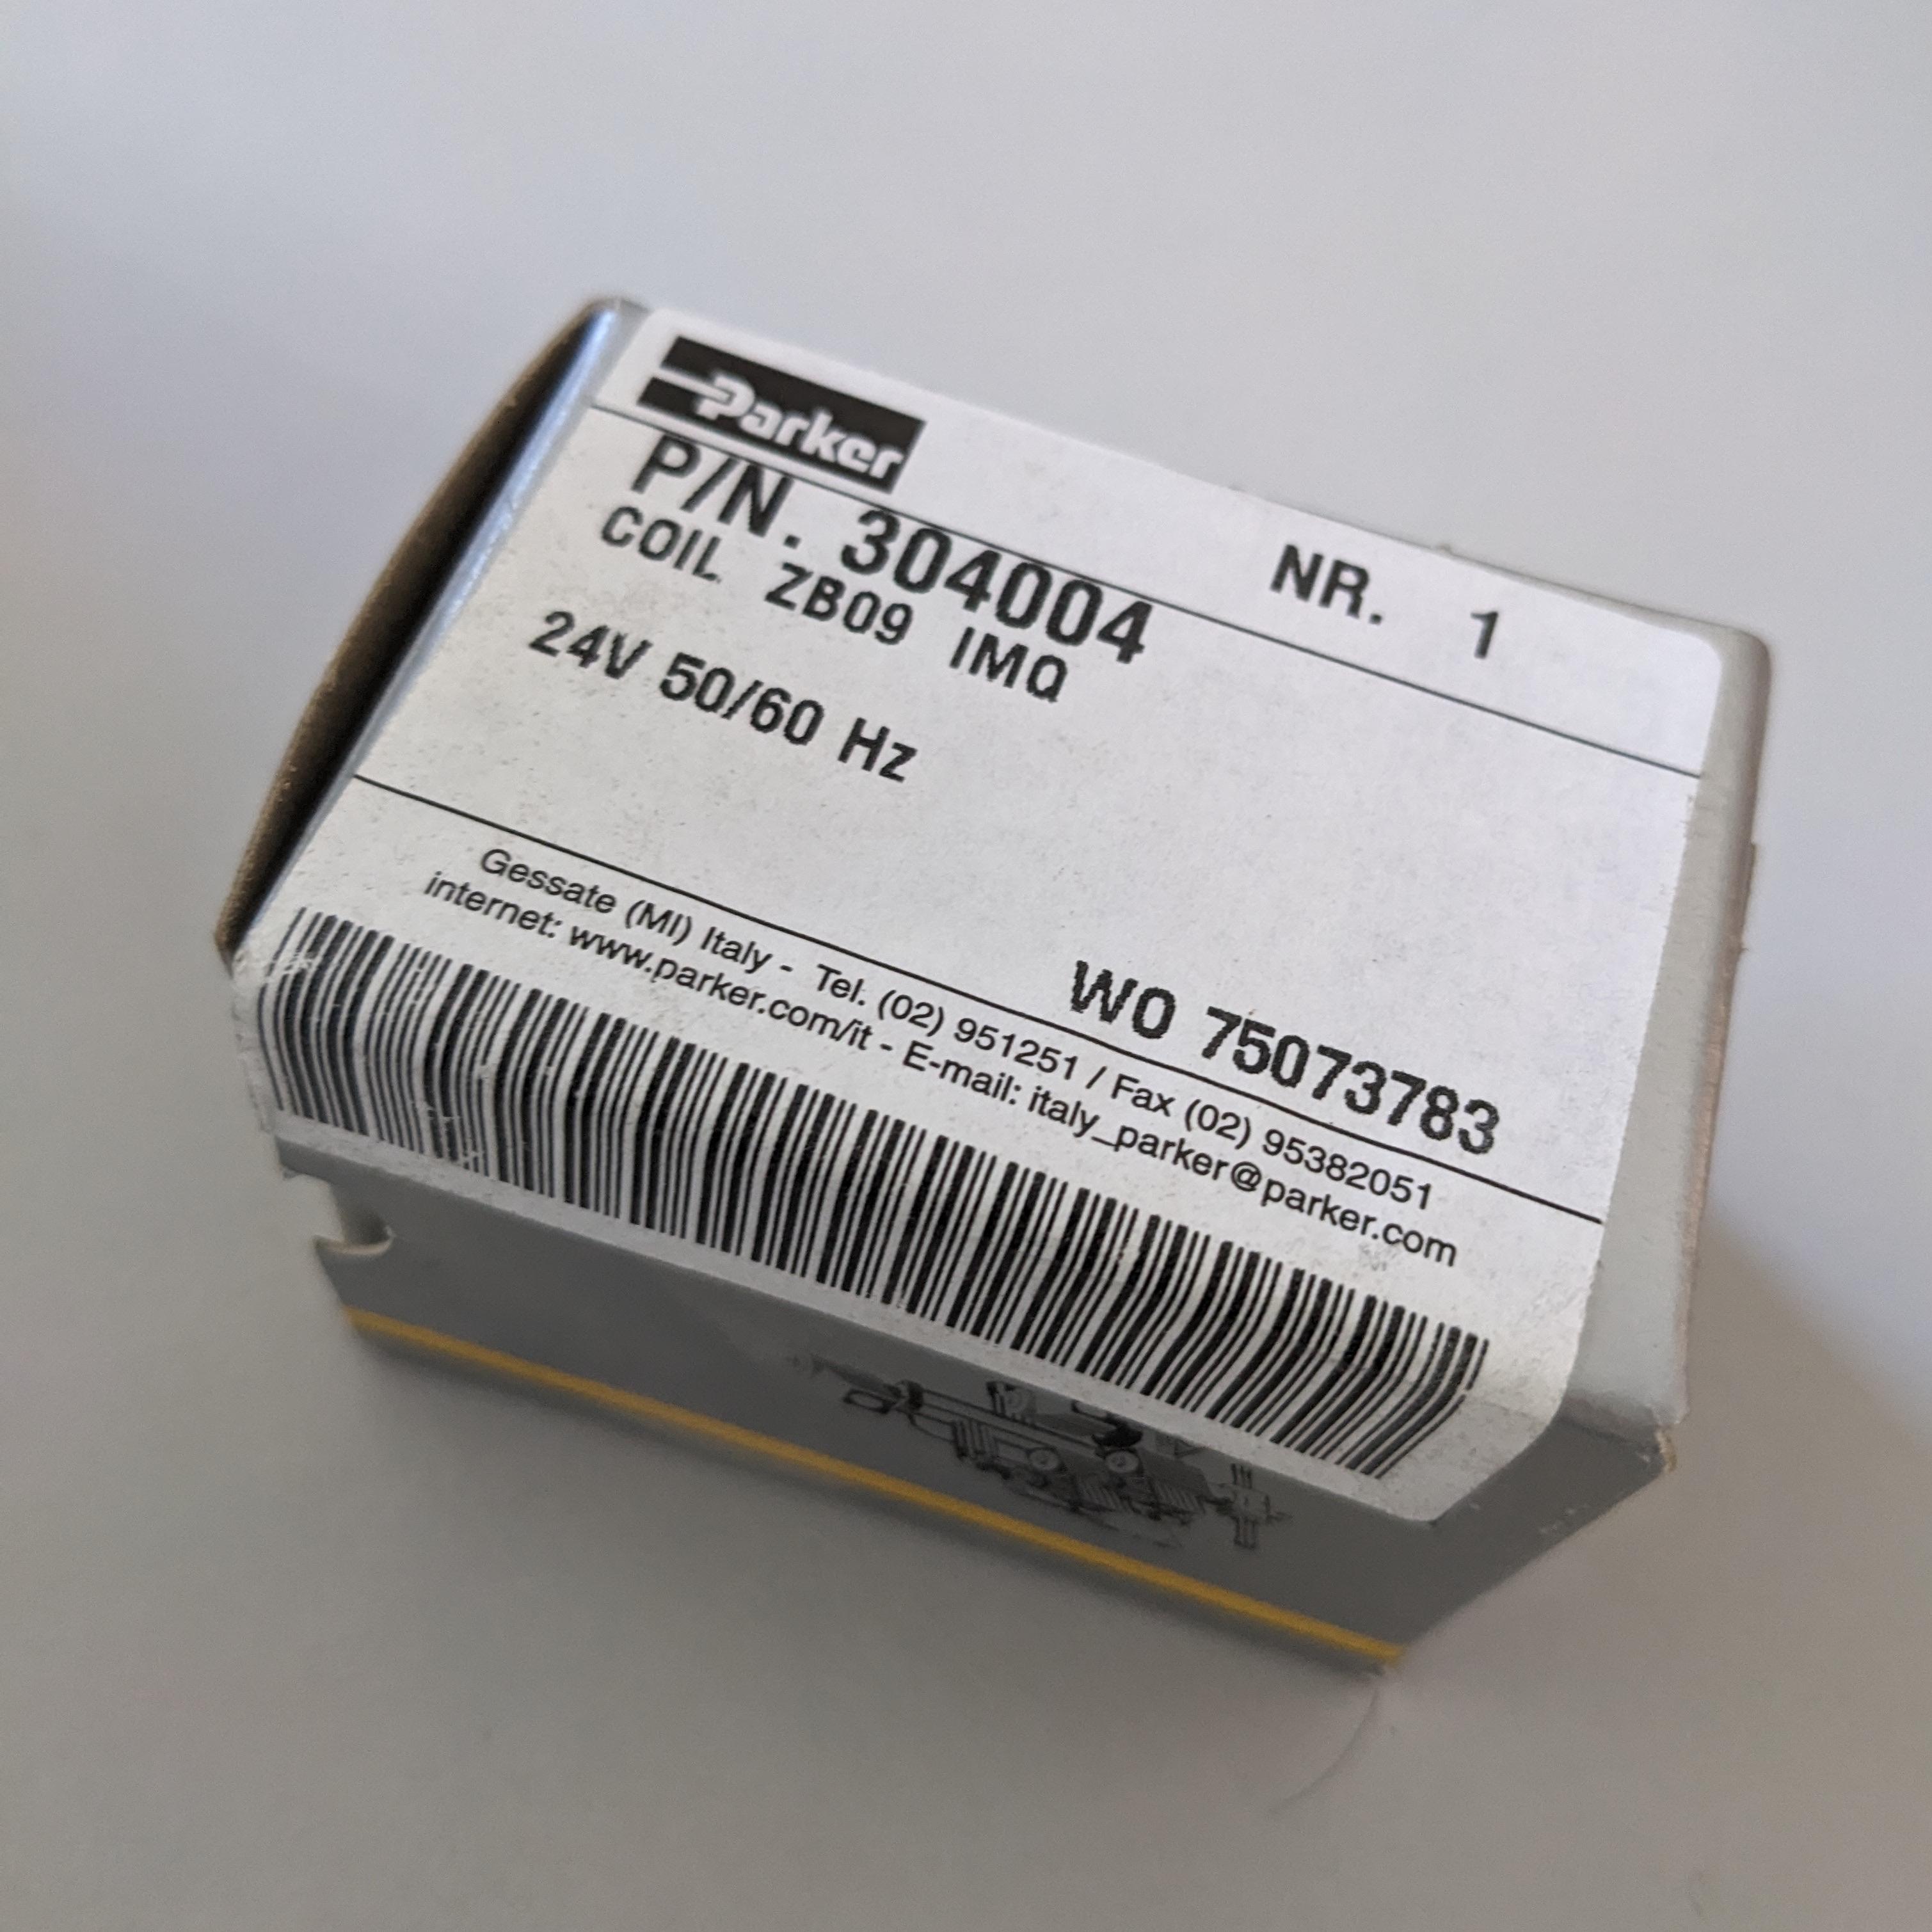 Parker
NR. 1
P/N. 304004
COIL ZB09 IMQ
24V 50/60 Hz
WO 75073783
Gessate (MI) Italy - Tel. (02) 951251 / Fax (02) 95382051
internet: www.parker.com/it - E-mail: italy_parker@parker.com